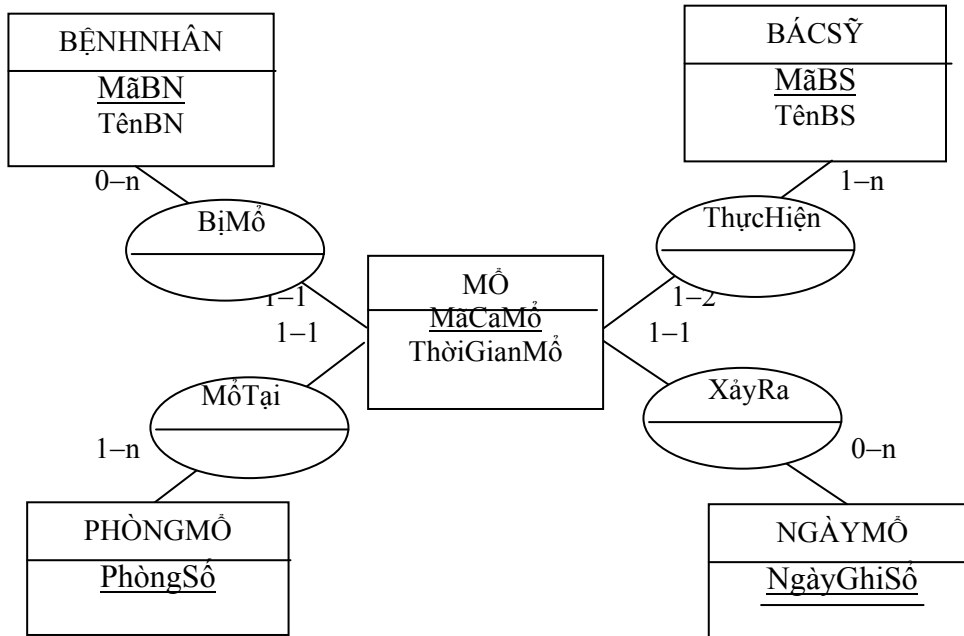 BỆNHNHÂN
MãBN
TênBN
BÁCSỸ
MãBS
TênBS
0–n
1–n
BịMổ
ThựcHiện
MỔ
MãCaMổ
ThờiGianMổ
1–1
1–2
1–1
1–1
MổTại
XảyRa
1–n
0–n
PHÒNGMỔ
PhòngSố
NGÀYMỔ
NgàyGhiSổ